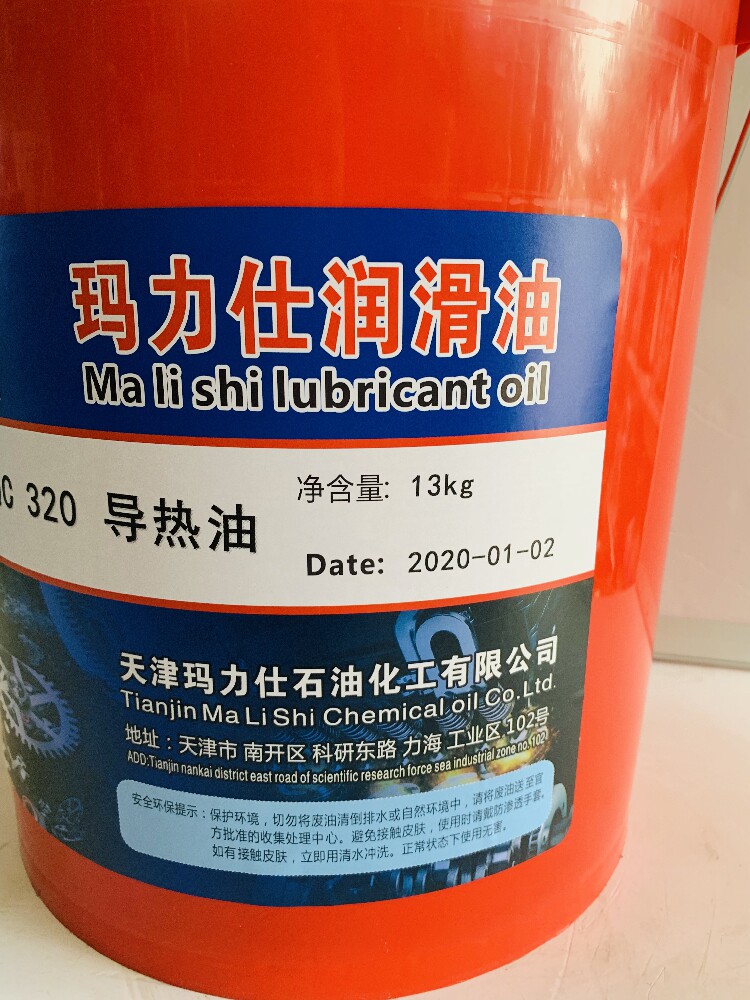 玛力仕润滑油
Ma li shi lubricant oil
C 320 导热油
净含量: 13kg
Date: 2020-01-02
天津玛力仕石油化工有限公司
Tianjin Ma Li Shi Chemical oil Co.Ltd.
地址：天津市 南开区 科研东路 力海 工业区 102号
ADD:Tianjin nankai district east road of scientific research force sea industrial zone no.1021
安全环保提示：保护环境，切勿将废油清倒排水或自然环境中，请将废油送至官
方批准的收集处理中心。避免接触皮肤，使用时请戴防渗透手套。
如有接触皮肤，立即用清水冲洗。正常状态下使用无害。